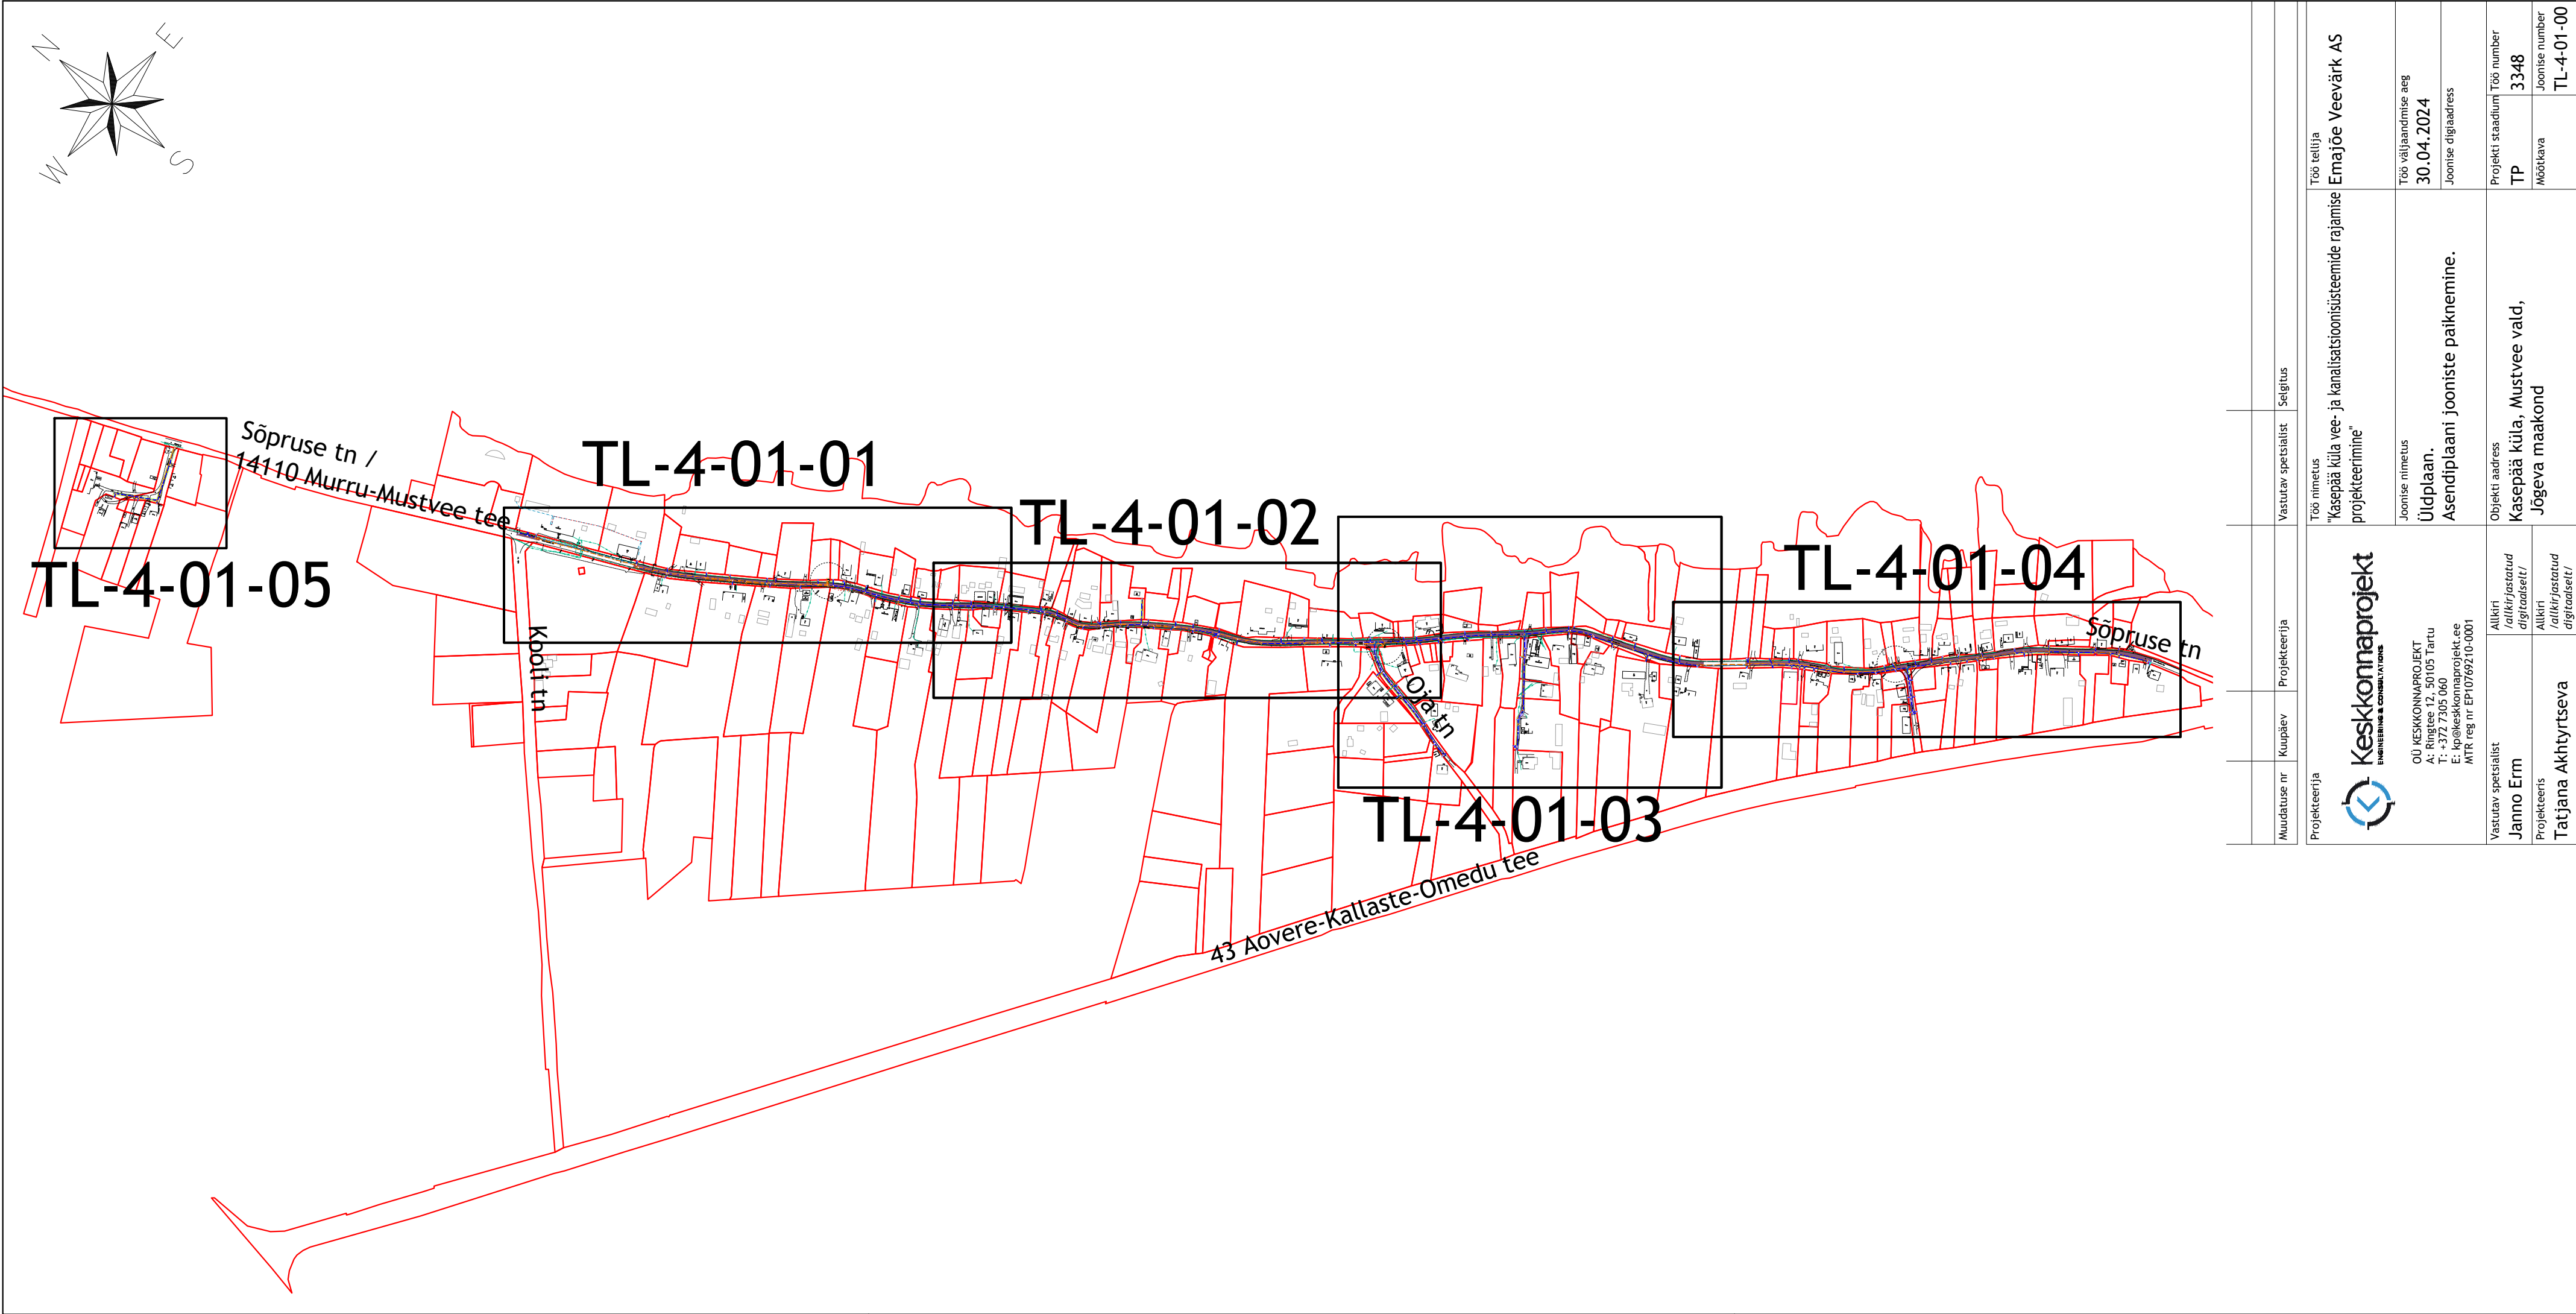 N
E
W
S
Sõpruse tn /
14110 Murru-Mustvee tee
TL-4-01-05
TL-4-01-01
Kooli tn
TL-4-01-02
Oja tn
TL-4-01-03
43 Aovere-Kallaste-Omedu tee
TL-4-01-04
Sõpruse tn
Muudatuse nr
Kuupäev
Projekteerija
Vastutav spetsialist
Selgitus
Projekteerija
Keskkonnaprojekt
ENGINEERING & CONSULTATIONS
OÜ KESKKONNAPROJEKT
A: Ringtee 12, 50105 Tartu
T: +372 7305 060
E: kp@keskkonnaprojekt.ee
MTR reg nr EP10769210-0001
Töö nimetus
"Kasepää küla vee- ja kanalisatsioonisüsteemide rajamise
projekteerimine"
Töö tellija
Emajõe Veevärk AS
Joonise nimetus
Üldplaan.
Asendiplaani jooniste paiknemine.
Töö väljaandmise aeg
30.04.2024
Joonise digiaadress
Vastutav spetsialist
Janno Erm
Allkiri
/allkirjastatud
digitaalselt/
Objekti aadress
Kasepää küla, Mustvee vald,
Jõgeva maakond
Projekti staadium
TP
Töö number
3348
Projekteeris
Tatjana Akhtyrtseva
Allkiri
/allkirjastatud
digitaalselt/
Mõõtkava
Joonise number
TL-4-01-00